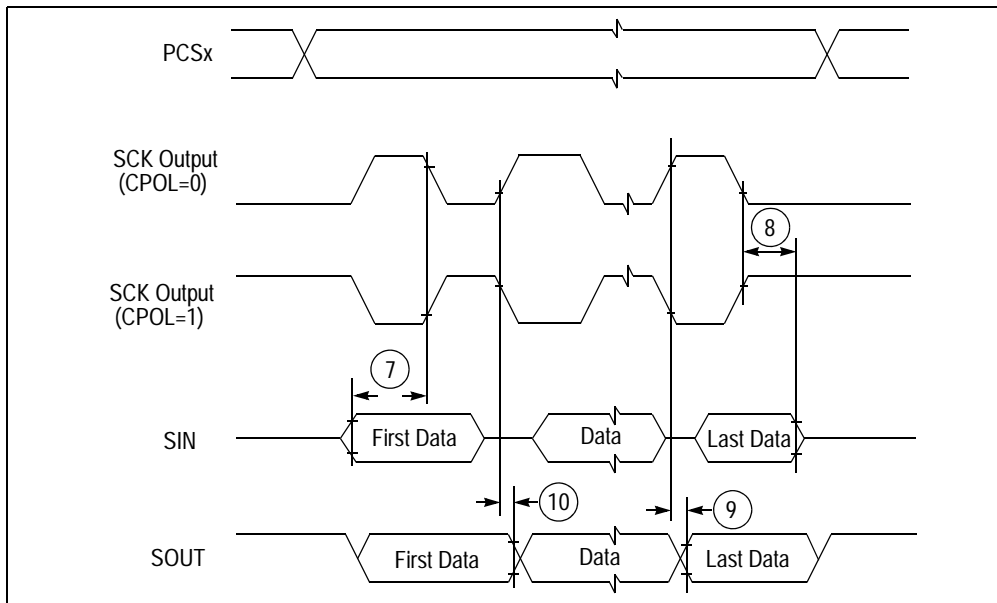 PCSx
SCK Output
(CPOL=0)
8
SCK Output
(CPOL=1)
7
SIN
First Data
Data
Last Data
10
9
SOUT
First Data
Data
Last Data